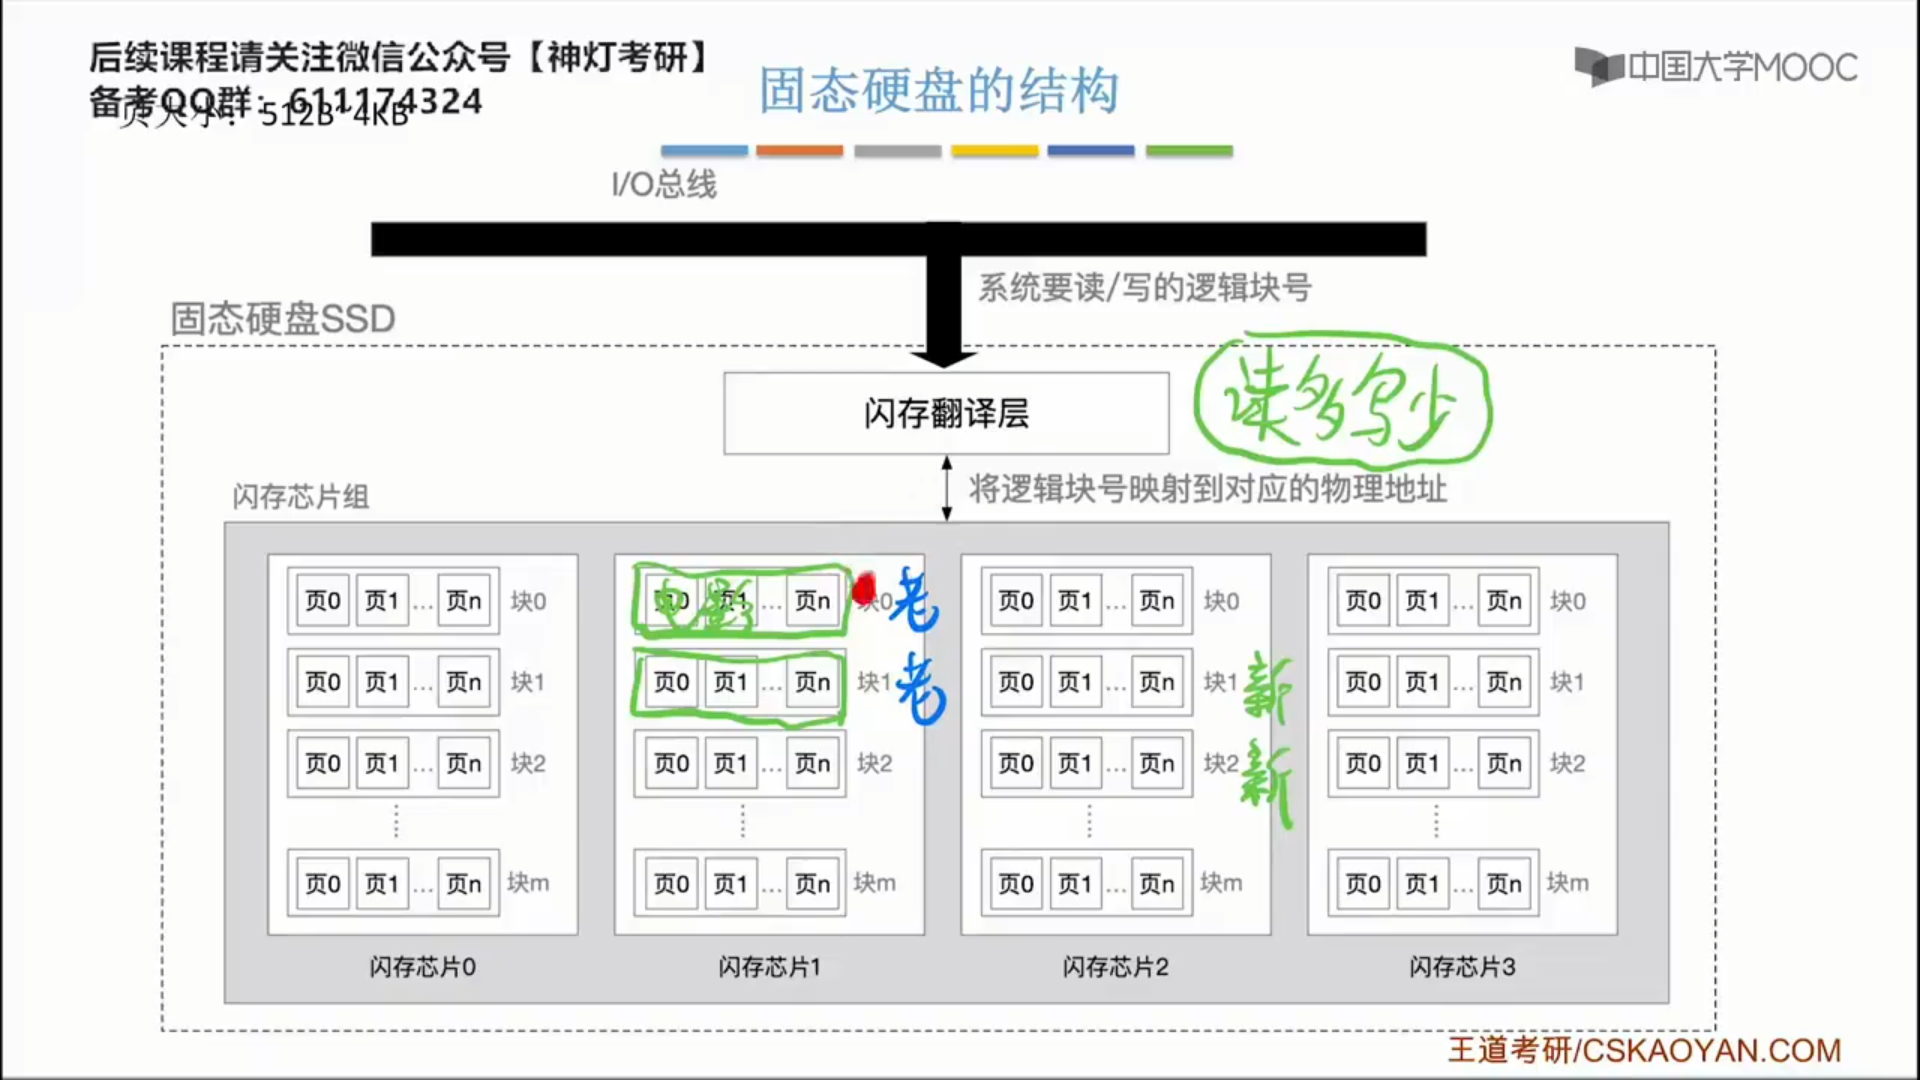 后续课程请关注微信公众号【神灯考研】
备考QQ群：611174324
页大小：512B~4KB
固态硬盘的结构
中国大学MOOC
I/O总线
系统要读/写的逻辑块号
固态硬盘SSD
闪存翻译层
读多写少
将逻辑块号映射到对应的物理地址
闪存芯片组
页0 页1 … 页n 块0
页0 页1 … 页n 块1
页0 页1 … 页n 块2
页0 页1 … 页n 块m
闪存芯片0
页0 页1 … 页n 块0 老
电影
页0 页1 … 页n 块1 老
页0 页1 … 页n 块2
页0 页1 … 页n 块m
闪存芯片1
页0 页1 … 页n 块0
页0 页1 … 页n 块1 新
页0 页1 … 页n 块2 新
页0 页1 … 页n 块m
闪存芯片2
页0 页1 … 页n 块0
页0 页1 … 页n 块1
页0 页1 … 页n 块2
页0 页1 … 页n 块m
闪存芯片3
王道考研/CSKAOYAN.COM